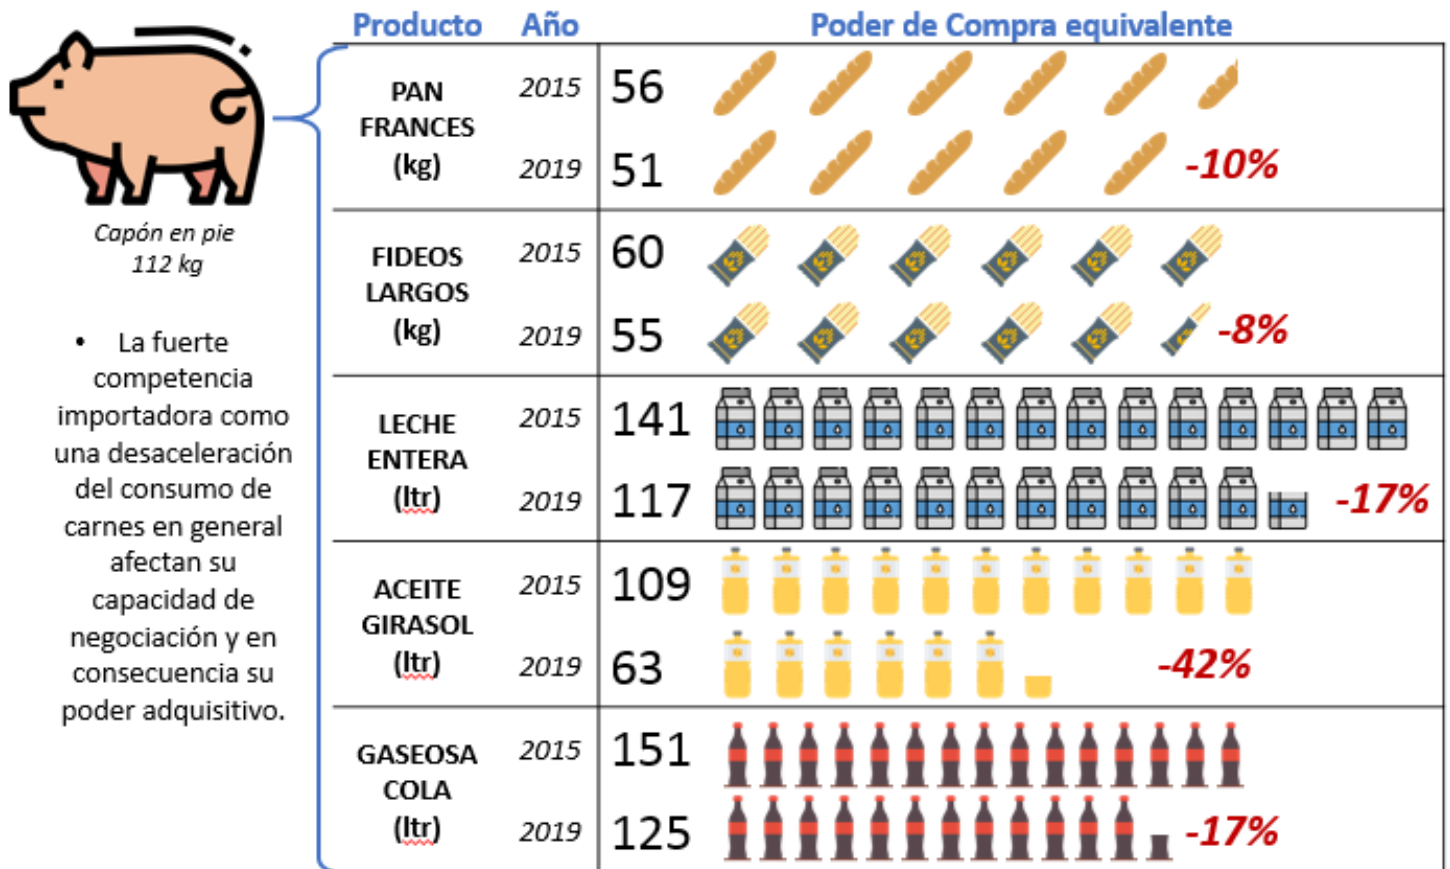 Producto Año Poder de Compra equivalente
PAN
FRANCES
(kg)
2015 56
2019 51 -10%
Capón en pie
112 kg
FIDEOS
LARGOS
(kg)
2015 60
2019 55 -8%
• La fuerte
competencia
importadora como
una desaceleración
del consumo de
carnes en general
afectan su
capacidad de
negociación y en
consecuencia su
poder adquisitivo.
LECHE
ENTERA
(ltr)
2015 141
2019 117 -17%
ACEITE
GIRASOL
(ltr)
2015 109
2019 63 -42%
GASEOSA
COLA
(ltr)
2015 151
2019 125 -17%